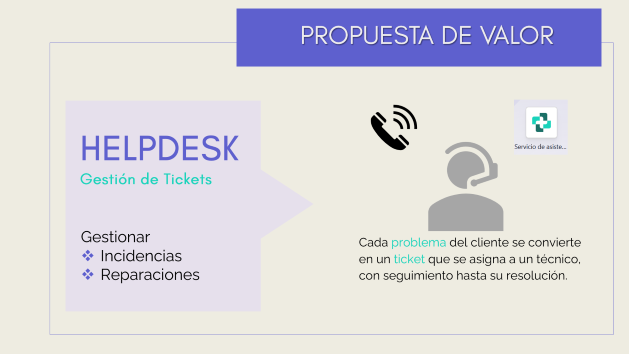 PROPUESTA DE VALOR
HELPDESK
Gestión de Tickets
Gestionar
❖ Incidencias
❖ Reparaciones
Servicio de asiste...
Cada problema del cliente se convierte
en un ticket que se asigna a un técnico,
con seguimiento hasta su resolución.